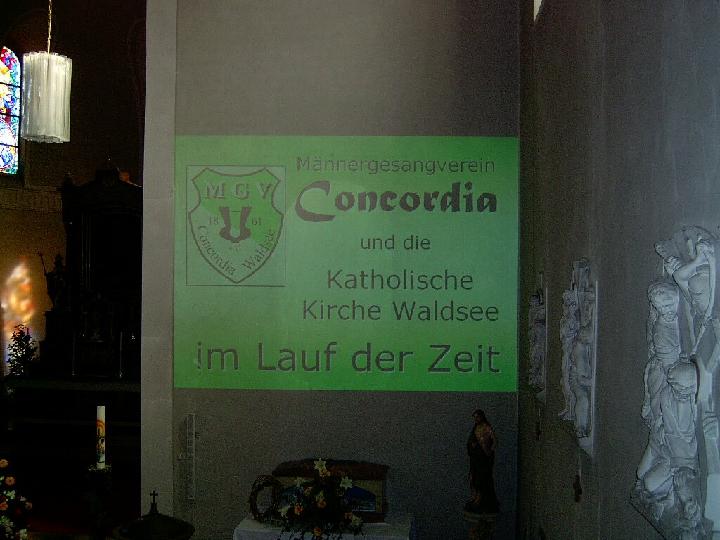 Männergesangverein
Concordia
und die
Katholische
Kirche Waldsee
im Lauf der Zeit
MGV
18 61
Concordia Waldsee